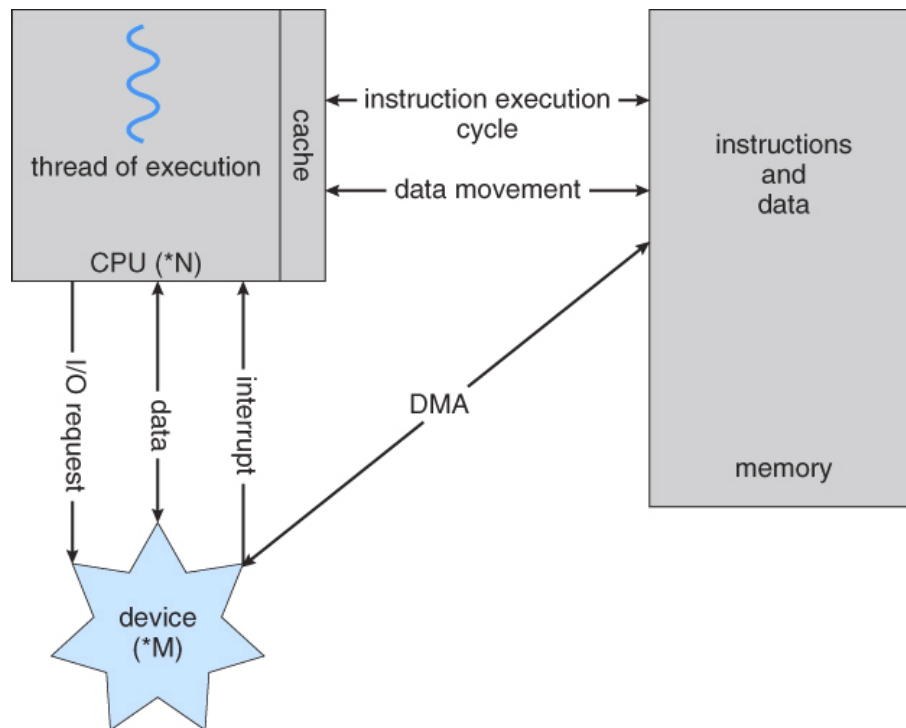 thread of execution
cache
CPU (*N)
instruction execution
cycle
data movement
instructions
and
data
memory
I/O request
data
interrupt
DMA
device
(*M)